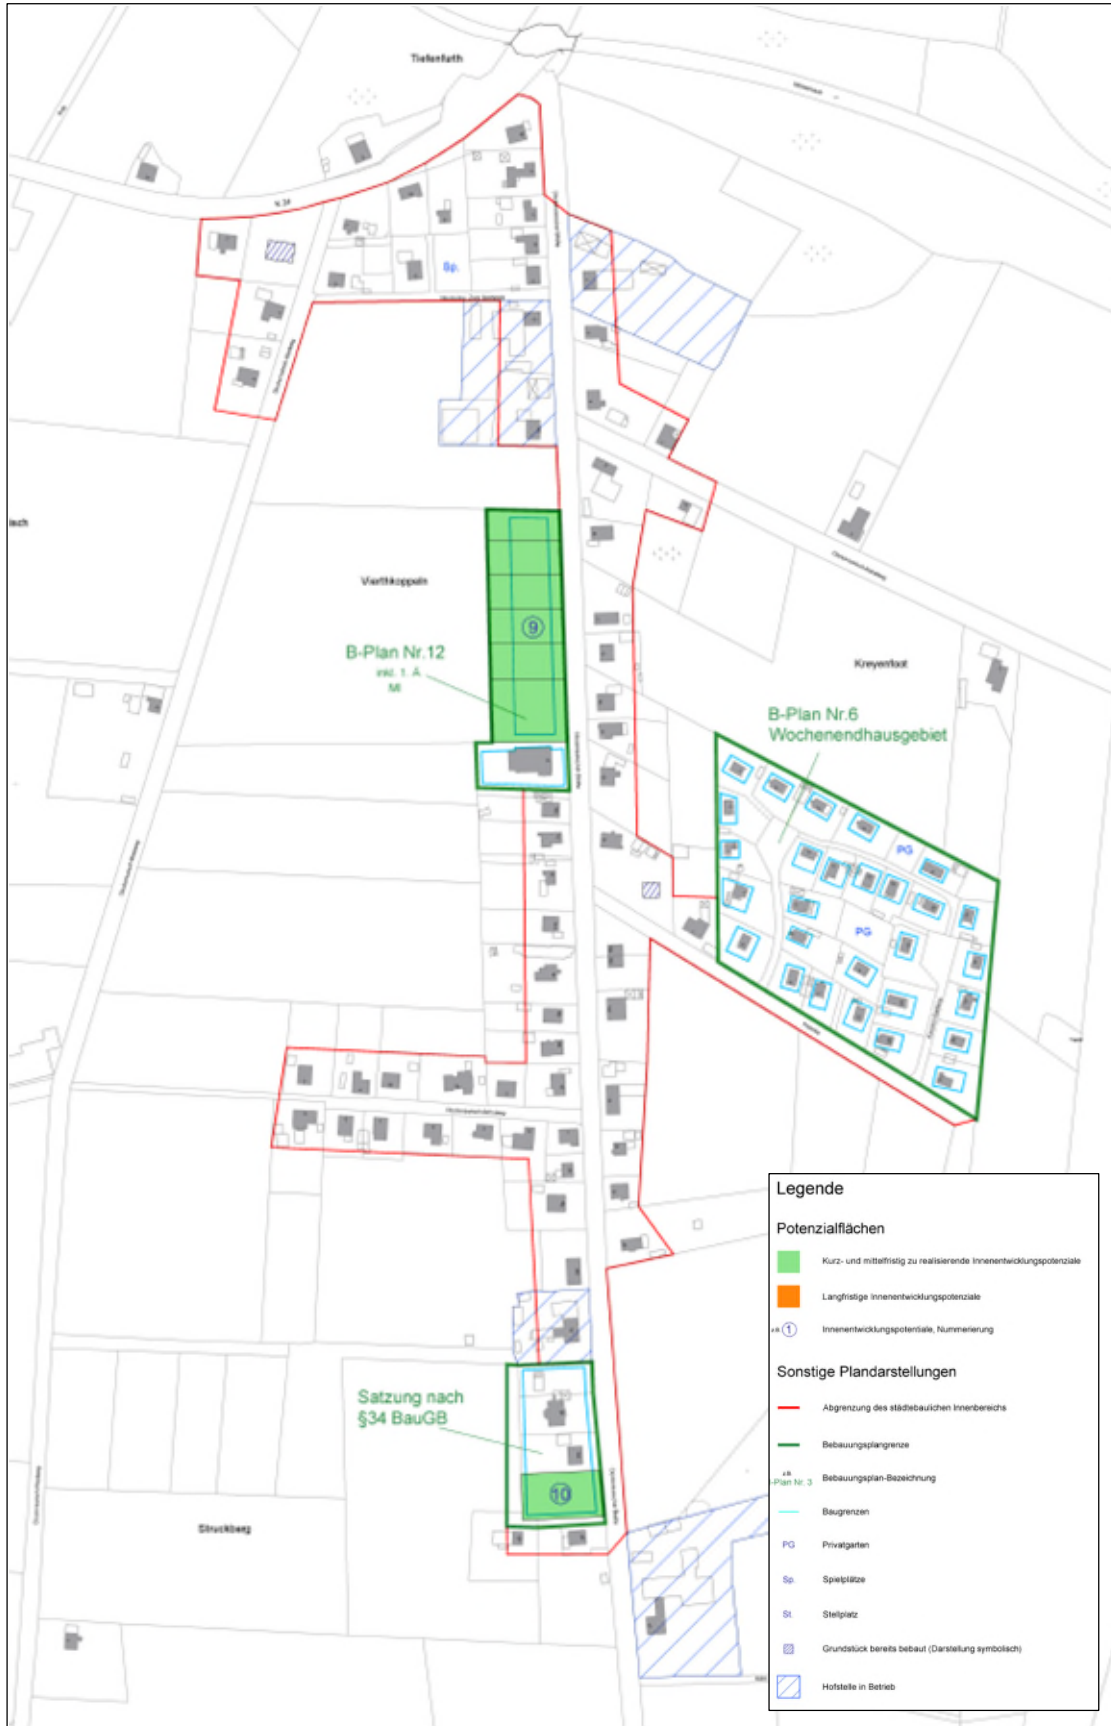 Tiefenfurth
K 34
Sp.
Vierthkoppeln
9
B-Plan Nr.12
inkl. 1. Ä.
MI
Kreyenfoot
B-Plan Nr.6
Wochenendhausgebiet
PG
PG
Satzung nach
§34 BauGB
10
Struckberg
Legende
Potenzialflächen
Kurz- und mittelfristig zu realisierende Innenentwicklungspotenziale
Langfristige Innenentwicklungspotenziale
z.B. 1 Innenentwicklungspotentiale, Nummerierung
Sonstige Plandarstellungen
Abgrenzung des städtebaulichen Innenbereichs
Bebauungsplangrenze
z.B.
-Plan Nr. 3 Bebauungsplan-Bezeichnung
Baugrenzen
PG Privatgarten
Sp. Spielplätze
St. Stellplatz
Grundstück bereits bebaut (Darstellung symbolisch)
Hofstelle in Betrieb